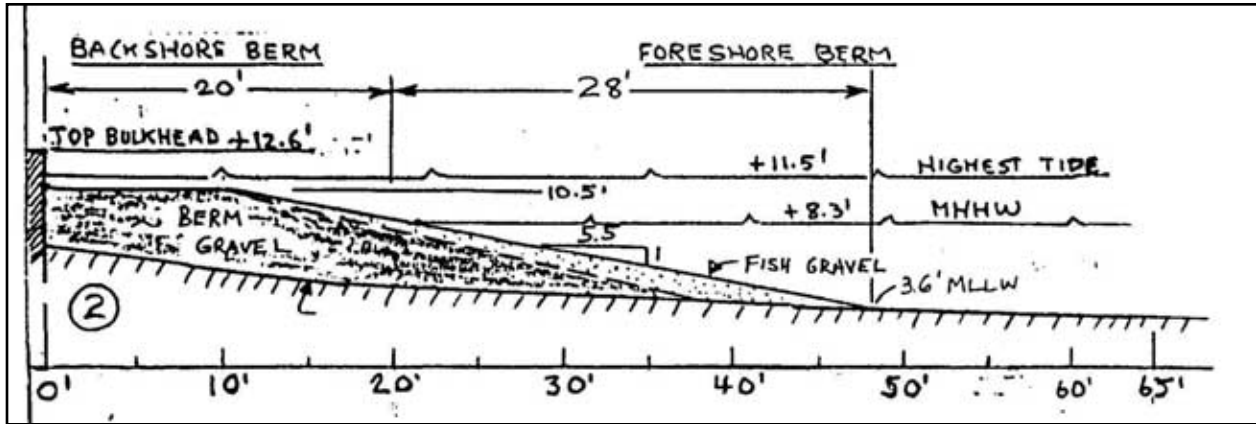 BACKSHORE BERM
FORESHORE BERM
20'
28'
TOP BULKHEAD +12.6'
+11.5' HIGHEST TIDE
10.5'
+8.3' MHHW
BERM
GRAVEL
5.5
1
FISH GRAVEL
3.6' MLLW
2
0' 10' 20' 30' 40' 50' 60' 65'